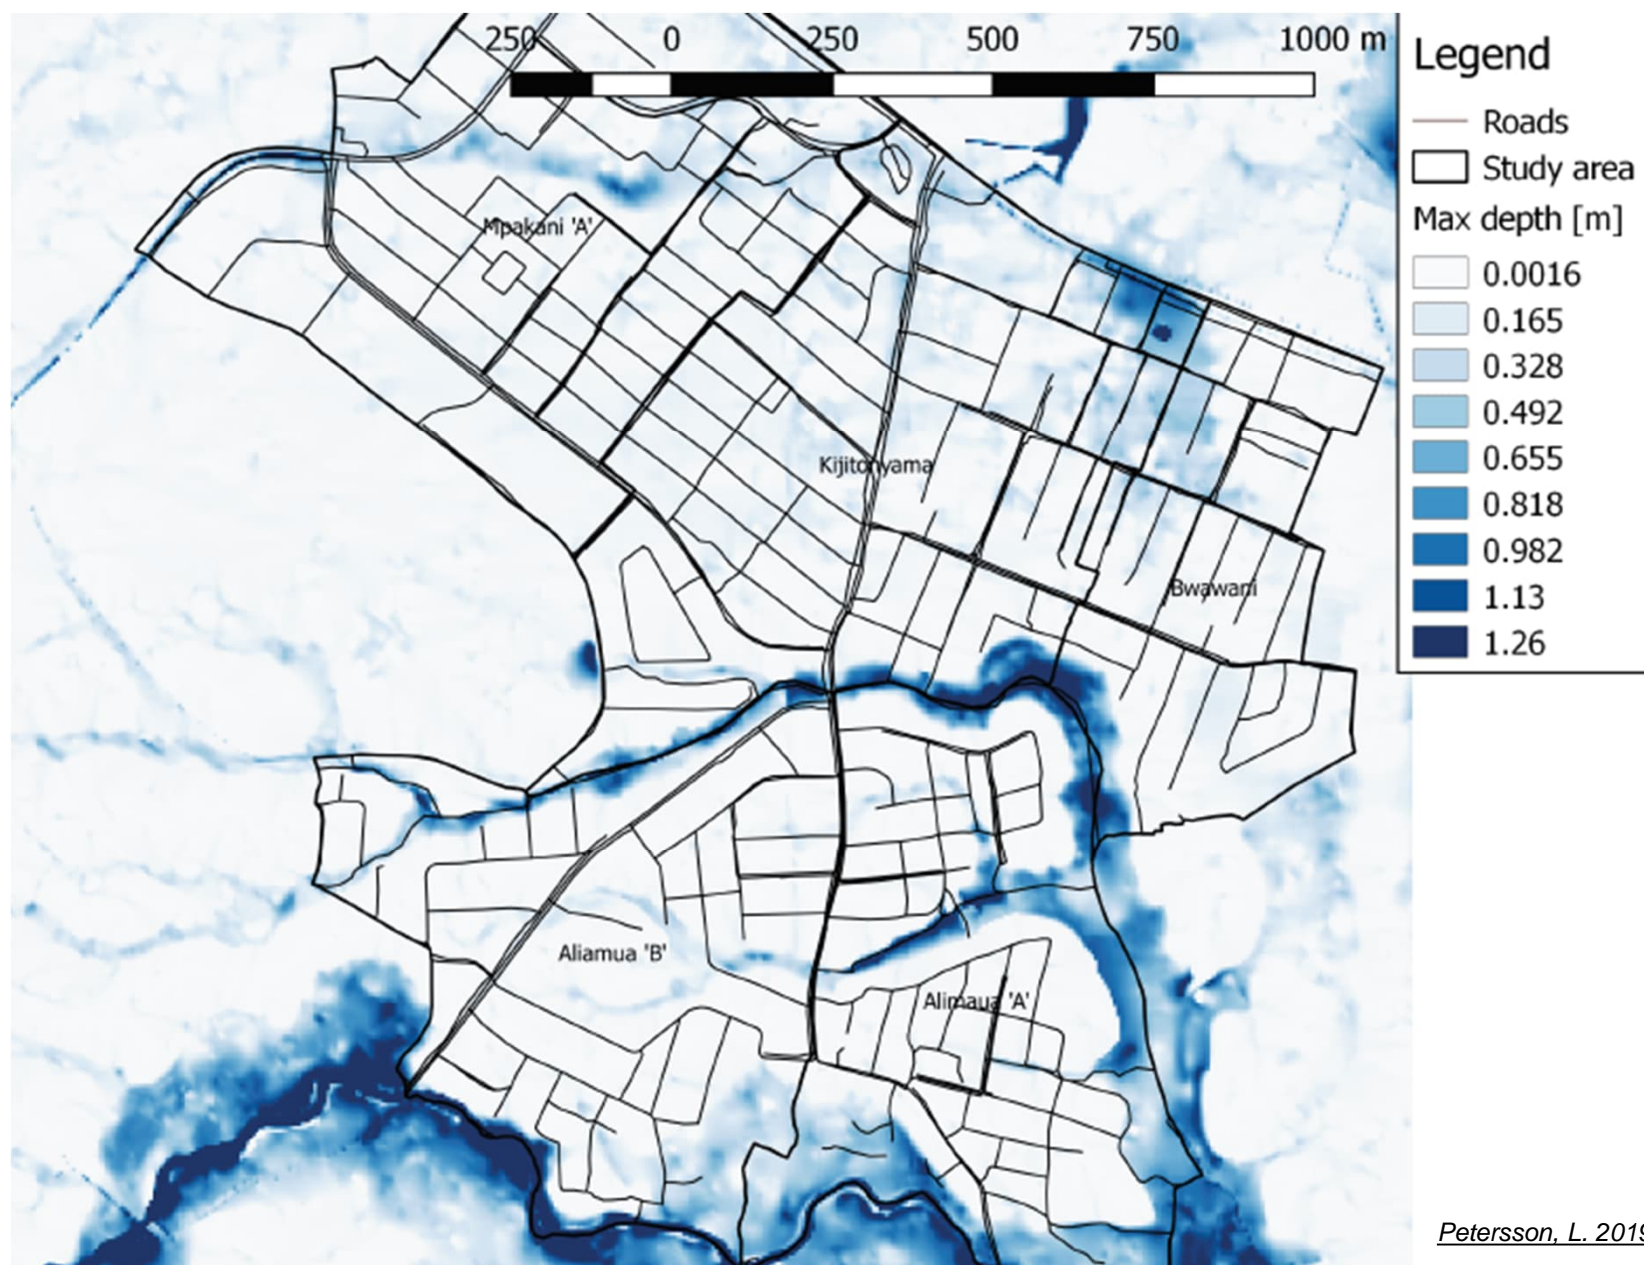 250 0 250 500 750 1000 m
Legend
Roads
Study area
Max depth [m]
0.0016
0.165
0.328
0.492
0.655
0.818
0.982
1.13
1.26
Mpakani 'A'
Kijitonyama
Bwawani
Aliamua 'B'
Alimaua 'A'
Petersson, L. 2019